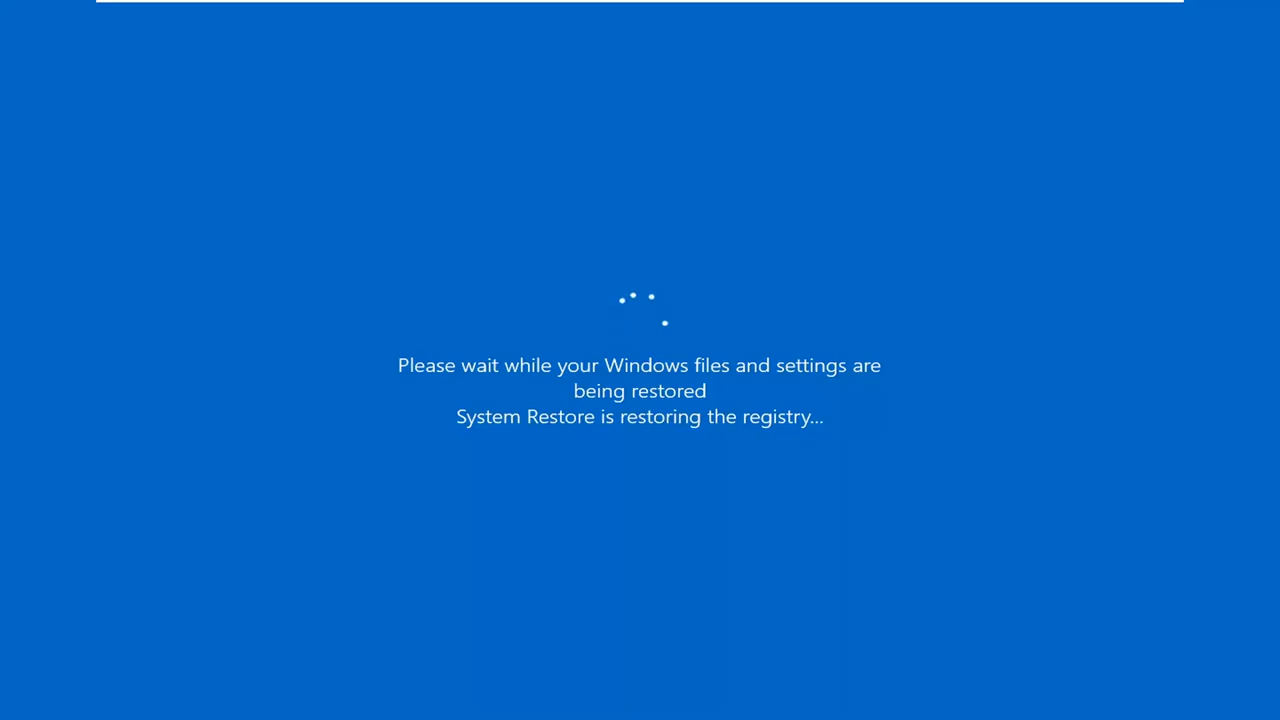 Please wait while your Windows files and settings are
being restored
System Restore is restoring the registry...